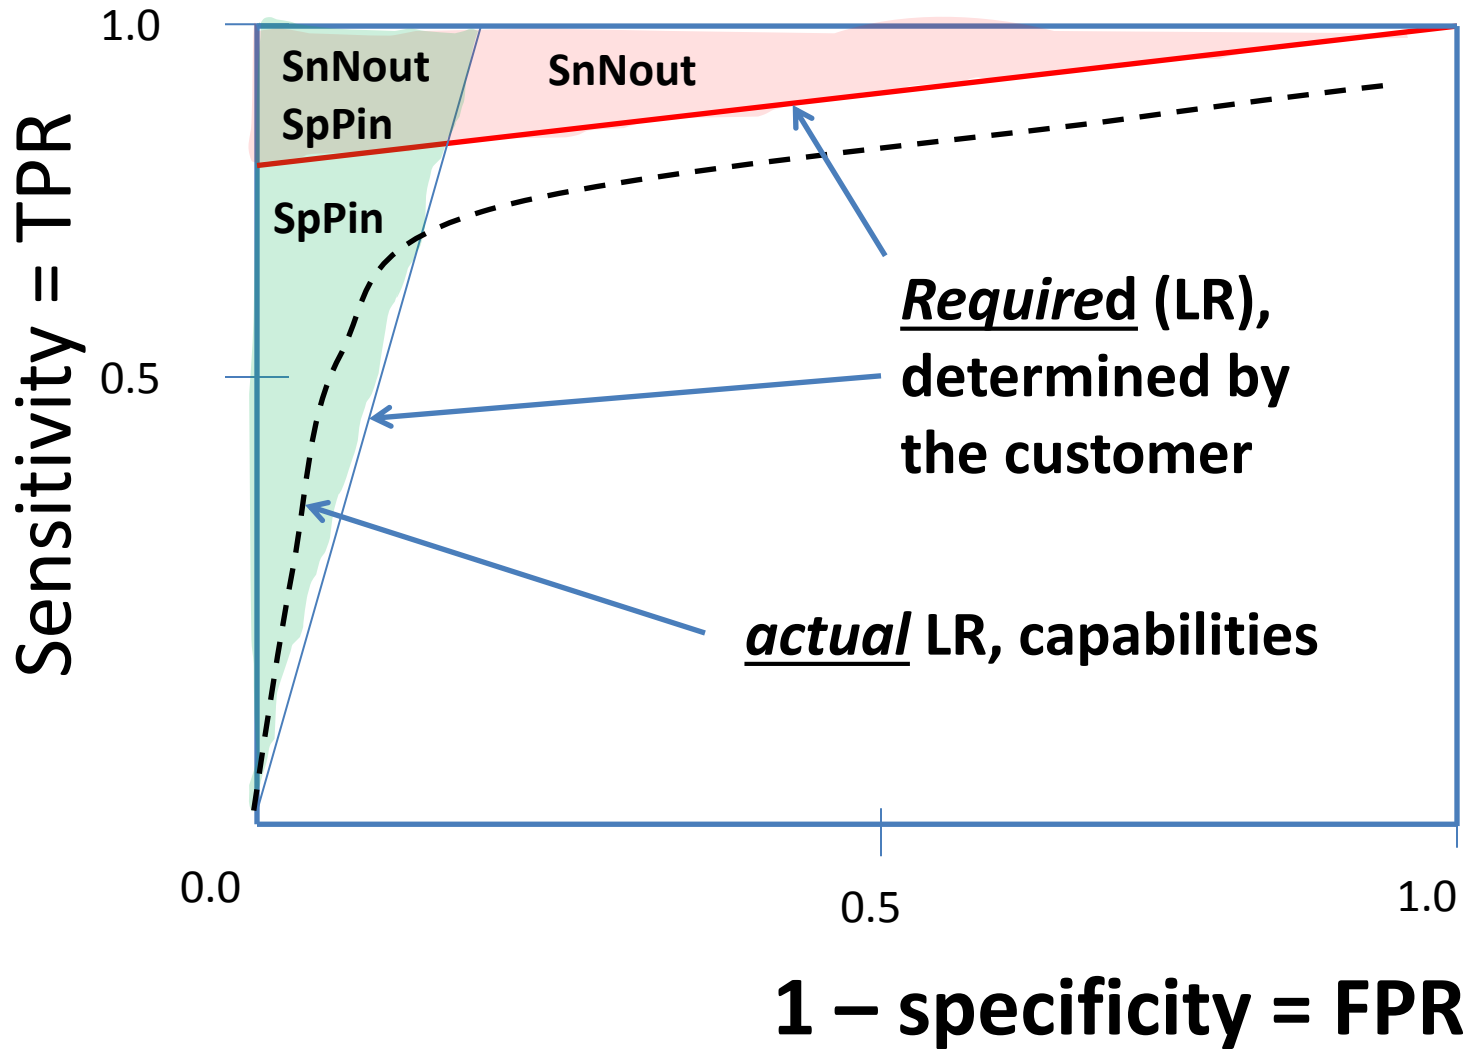 1.0
SnNout
SpPin
SnNout
SpPin
Sensitivity = TPR
0.5
Required (LR),
determined by
the customer
actual LR, capabilities
0.0
0.5
1.0
1 – specificity = FPR